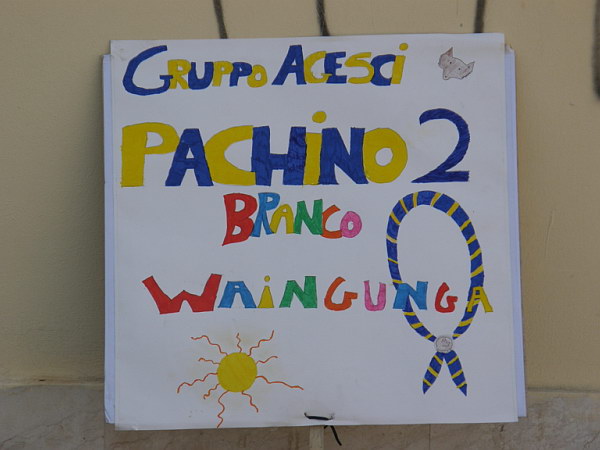 GRUPPO AGESCI
PACHINO 2
BRANCO
WAINGUNGA